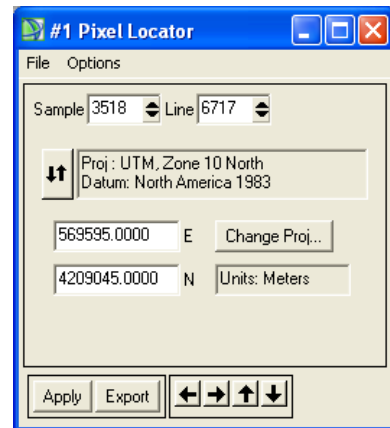 #1 Pixel Locator
File Options
Sample 3518 Line 6717
Proj : UTM, Zone 10 North
Datum: North America 1983
569595.0000 E Change Proj...
4209045.0000 N Units: Meters
Apply Export